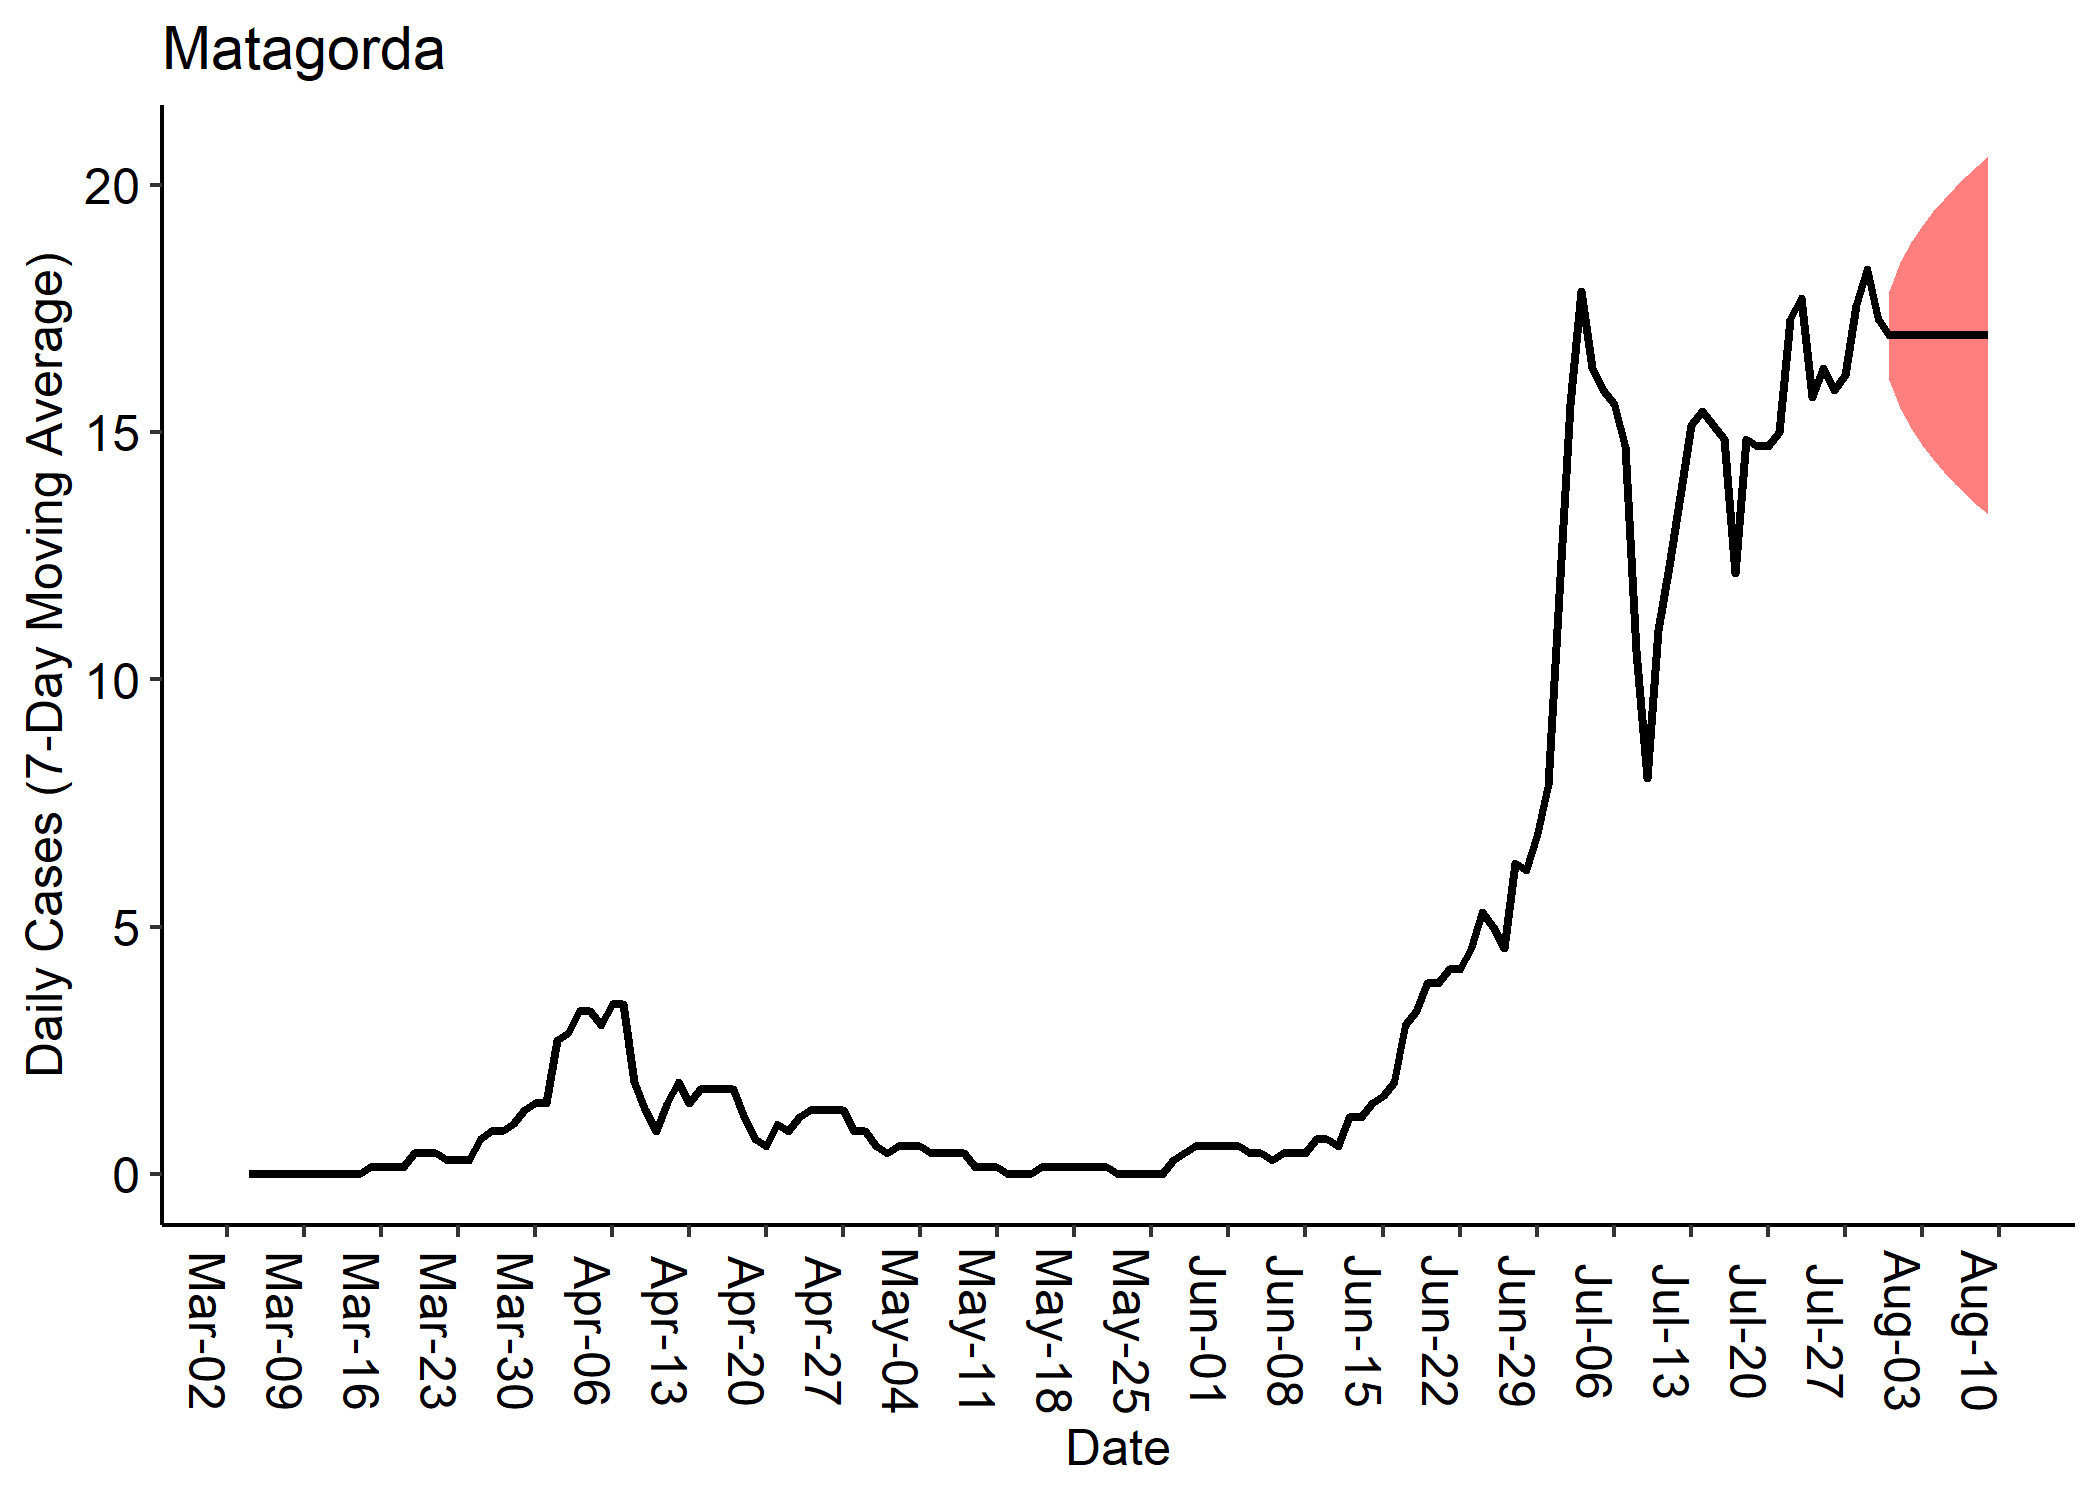 Matagorda
Daily Cases (7-Day Moving Average)
20
15
10
5
0
Mar-02
Mar-09
Mar-16
Mar-23
Mar-30
Apr-06
Apr-13
Apr-20
Apr-27
May-04
May-11
May-18
May-25
Jun-01
Jun-08
Jun-15
Jun-22
Jun-29
Jul-06
Jul-13
Jul-20
Jul-27
Aug-03
Aug-10
Date